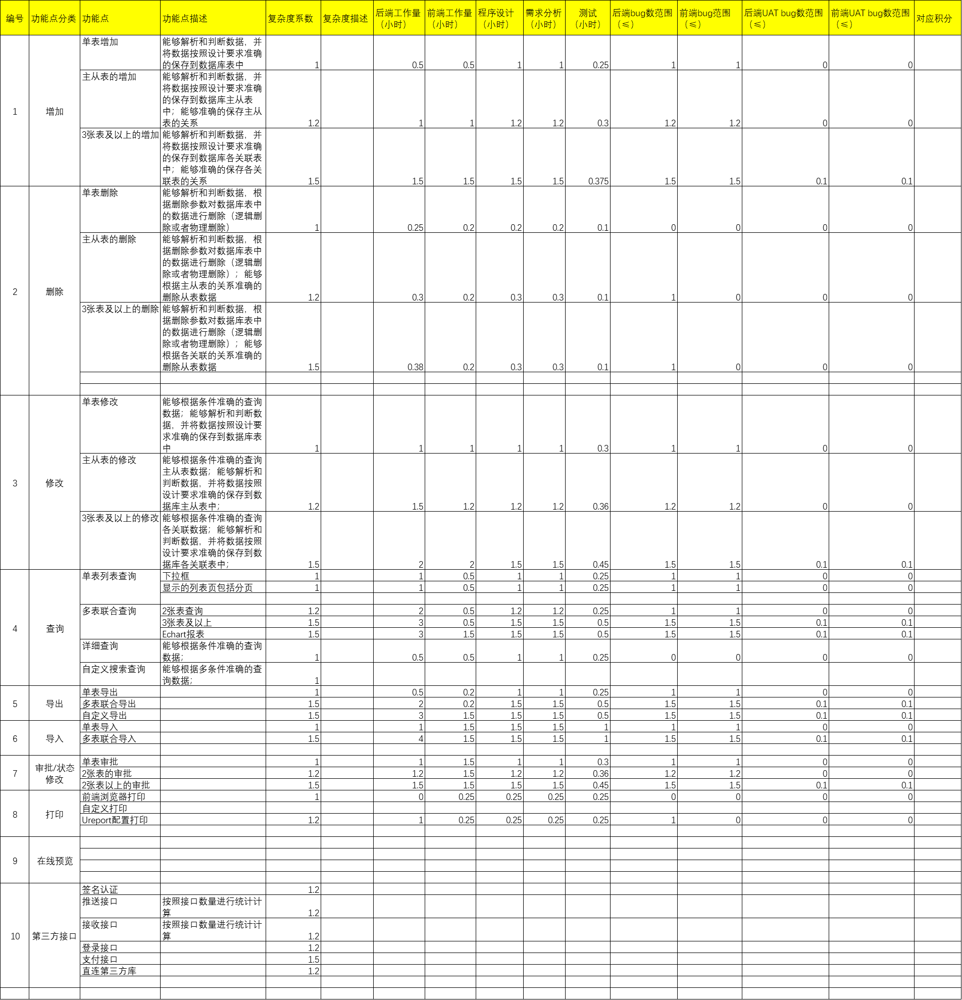 编号 功能点分类 功能点 功能点描述 复杂度系数 复杂度描述 后端工作量（小时） 前端工作量（小时） 程序设计（小时） 需求分析（小时） 测试（小时） 后端bug数范围（≤） 前端bug范围（≤） 后端UAT bug数范围（≤） 前端UAT bug数范围（≤） 对应积分
1 增加
单表增加
能够解析和判断数据，并
将数据按照设计要求准确
的保存到数据库表中
1 0.5 0.5 1 1 0.25 1 1 0 0
主从表的增加
能够解析和判断数据，并
将数据按照设计要求准确
的保存到数据库主从表
中；能够准确的保存主从
表的关系
1.2 1 1 1.2 1.2 0.3 1.2 1.2 0 0
3张表及以上的增加
能够解析和判断数据，并
将数据按照设计要求准确
的保存到数据库各关联表
中；能够准确的保存各关
联表的关系
1.5 1.5 1.5 1.5 1.5 0.375 1.5 1.5 0.1 0.1
2 删除
单表删除
能够解析和判断数据，根
据删除参数对数据库表中
的数据进行删除（逻辑删
除或者物理删除）
1 0.25 0.2 0.2 0.2 0.1 0 0 0 0
主从表的删除
能够解析和判断数据，根
据删除参数对数据库表中
的数据进行删除（逻辑删
除或者物理删除）；能够
根据主从表的关系准确的
删除从表数据
1.2 0.3 0.2 0.3 0.3 0.1 1 0 0 0
3张表及以上的删除
能够解析和判断数据，根
据删除参数对数据库表中
的数据进行删除（逻辑删
除或者物理删除）；能够
根据各关联的关系准确的
删除从表数据
1.5 0.38 0.2 0.3 0.3 0.1 1 0 0 0
3 修改
单表修改
能够根据条件准确的查询
数据；能够解析和判断数
据，并将数据按照设计要
求准确的保存到数据库表
中
1 1 1 1 1 0.3 1 1 0 0
主从表的修改
能够根据条件准确的查询
主从表数据；能够解析和
判断数据，并将数据按照
设计要求准确的保存到数
据库主从表中；
1.2 1.5 1.2 1.2 1.2 0.36 1.2 1.2 0 0
3张表及以上的修改
能够根据条件准确的查询
各关联数据；能够解析和
判断数据，并将数据按照
设计要求准确的保存到数
据库各关联表中；
1.5 2 2 1.5 1.5 0.45 1.5 1.5 0.1 0.1
4 查询
单表列表查询 下拉框 1 1 0.5 1 1 0.25 1 1 0 0
显示的列表页包括分页 1 1 0.5 1 1 0.25 1 1 0 0
多表联合查询 2张表查询 1.2 2 0.5 1.2 1.2 0.25 1 1 0 0
3张表及以上 1.5 3 0.5 1.5 1.5 0.5 1.5 1.5 0.1 0.1
Echart报表 1.5 3 1.5 1.5 1.5 0.5 1.5 1.5 0.1 0.1
详细查询
能够根据条件准确的查询
数据；
1 0.5 0.5 1 1 0.25 0 0 0 0
自定义搜索查询
能够根据多条件准确的查
询数据；
1
5 导出
单表导出 1 0.5 0.2 1 1 0.25 1 1 0 0
多表联合导出 1.5 2 0.2 1.5 1.5 0.5 1.5 1.5 0.1 0.1
自定义导出 1.5 3 1.5 1.5 1.5 0.5 1.5 1.5 0.1 0.1
6 导入
单表导入 1 1 1.5 1.5 1.5 1 1 1 0 0
多表联合导入 1.5 4 1.5 1.5 1.5 1 1.5 1.5 0.1 0.1
7 审批/状态
修改
单表审批 1 1 1.5 1 1 0.3 1 1 0 0
2张表的审批 1.2 1.2 1.5 1.2 1.2 0.36 1.2 1.2 0 0
2张表以上的审批 1.5 1.5 1.5 1.5 1.5 0.45 1.5 1.5 0.1 0.1
8 打印
前端浏览器打印 1 0 0.25 0.25 0.25 0.25 0 0 0 0
自定义打印
Ureport配置打印 1.2 1 0.25 0.25 0.25 0.25 1 0 0 0
9 在线预览
10 第三方接口
签名认证 1.2
推送接口
按照接口数量进行统计计
算
1.2
接收接口
按照接口数量进行统计计
算
1.2
登录接口 1.2
支付接口 1.5
直连第三方库 1.2